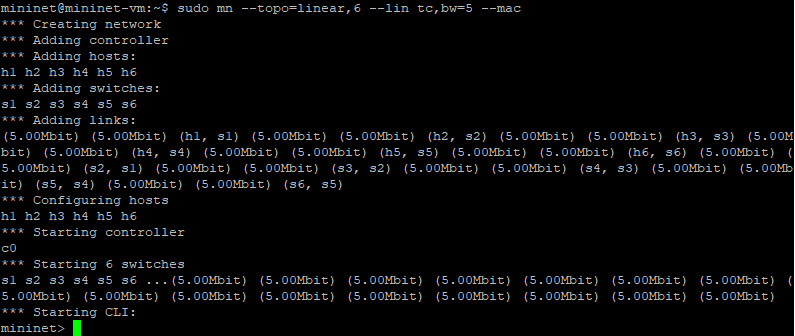 mininet@mininet-vm:~$ sudo mn --topo=linear,6 --lin tc,bw=5 --mac
*** Creating network
*** Adding controller
*** Adding hosts:
h1 h2 h3 h4 h5 h6
*** Adding switches:
s1 s2 s3 s4 s5 s6
*** Adding links:
(5.00Mbit) (5.00Mbit) (h1, s1) (5.00Mbit) (5.00Mbit) (h2, s2) (5.00Mbit) (5.00Mbit) (h3, s3) (5.00M
bit) (5.00Mbit) (h4, s4) (5.00Mbit) (5.00Mbit) (h5, s5) (5.00Mbit) (5.00Mbit) (h6, s6) (5.00Mbit) (
5.00Mbit) (s2, s1) (5.00Mbit) (5.00Mbit) (s3, s2) (5.00Mbit) (5.00Mbit) (s4, s3) (5.00Mbit) (5.00Mb
it) (s5, s4) (5.00Mbit) (5.00Mbit) (s6, s5)
*** Configuring hosts
h1 h2 h3 h4 h5 h6
*** Starting controller
c0
*** Starting 6 switches
s1 s2 s3 s4 s5 s6 ...(5.00Mbit) (5.00Mbit) (5.00Mbit) (5.00Mbit) (5.00Mbit) (5.00Mbit) (5.00Mbit) (
5.00Mbit) (5.00Mbit) (5.00Mbit) (5.00Mbit) (5.00Mbit) (5.00Mbit) (5.00Mbit) (5.00Mbit)
*** Starting CLI:
mininet>